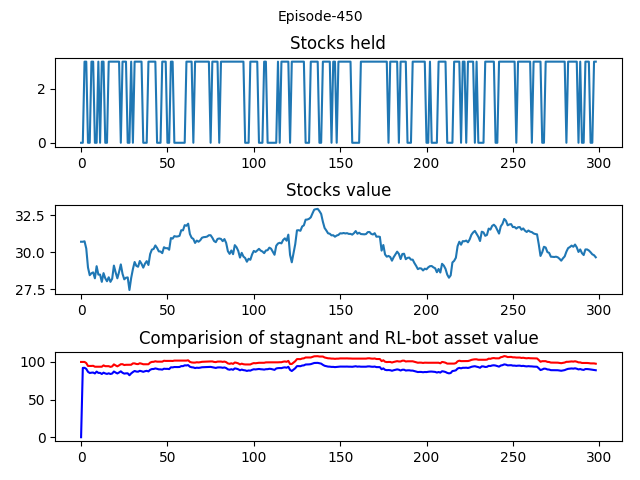 Episode-450
Stocks held
2
0
0 50 100 150 200 250 300
Stocks value
32.5
30.0
27.5
0 50 100 150 200 250 300
Comparision of stagnant and RL-bot asset value
100
50
0
0 50 100 150 200 250 300